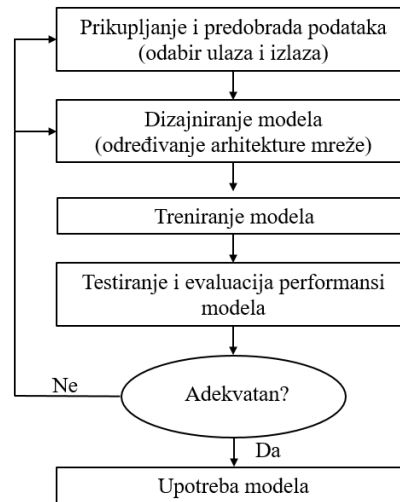 Prikupljanje i predobrada podataka
(odabir ulaza i izlaza)
Dizajniranje modela
(određivanje arhitekture mreže)
Treniranje modela
Testiranje i evaluacija performansi
modela
Ne
Adekvatan?
Da
Upotreba modela